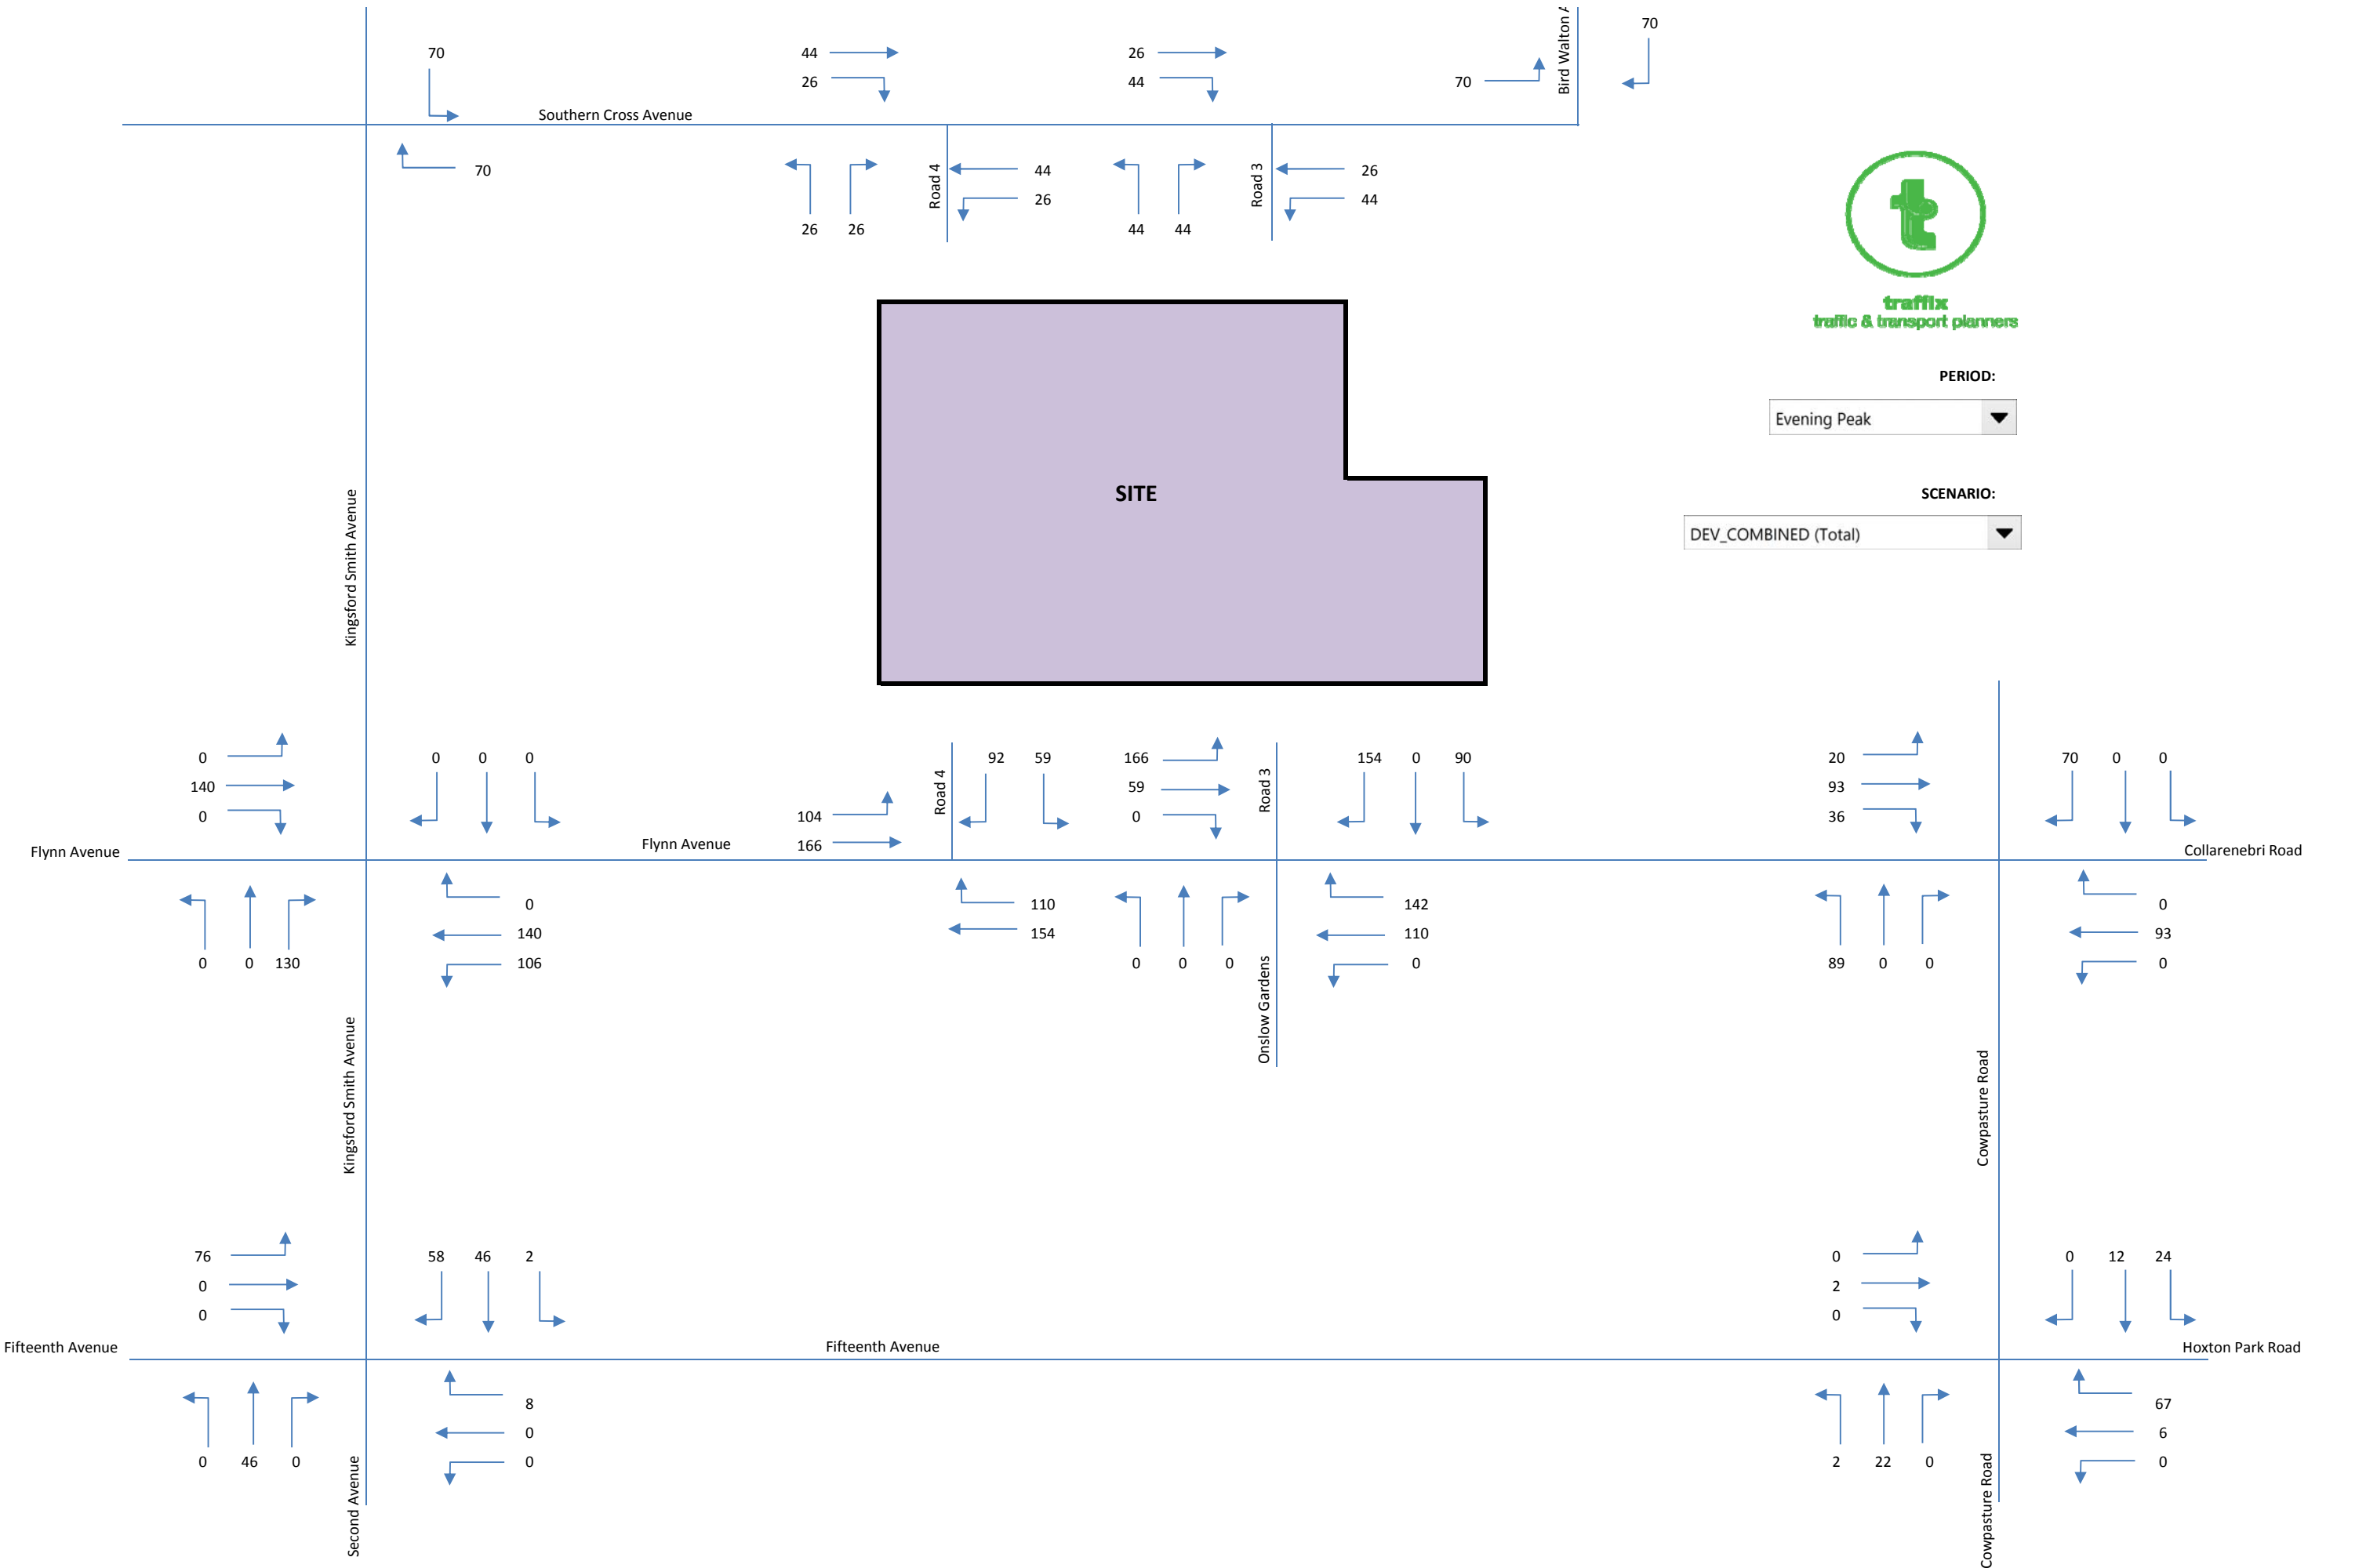 70
44
26
26
44
70
Bird Walton A
70
Southern Cross Avenue
70
26
26
Road 4
44
26
44
44
Road 3
26
44
t
traffix
traffic & transport planners
PERIOD:
Evening Peak
SCENARIO:
DEV_COMBINED (Total)
SITE
Kingsford Smith Avenue
0
140
0
0 0 0
104
166
Road 4
92 59
166
59
0
Road 3
154 0 90
20
93
36
70 0 0
Flynn Avenue
Flynn Avenue
Collarenebri Road
0 0 130
0
140
106
110
154
0 0 0
Onslow Gardens
142
110
0
89 0 0
0
93
0
Kingsford Smith Avenue
Cowpasture Road
76
0
0
58 46 2
0
2
0
0 12 24
Fifteenth Avenue
Fifteenth Avenue
Hoxton Park Road
0 46 0
Second Avenue
8
0
0
2 22 0
Cowpasture Road
67
6
0